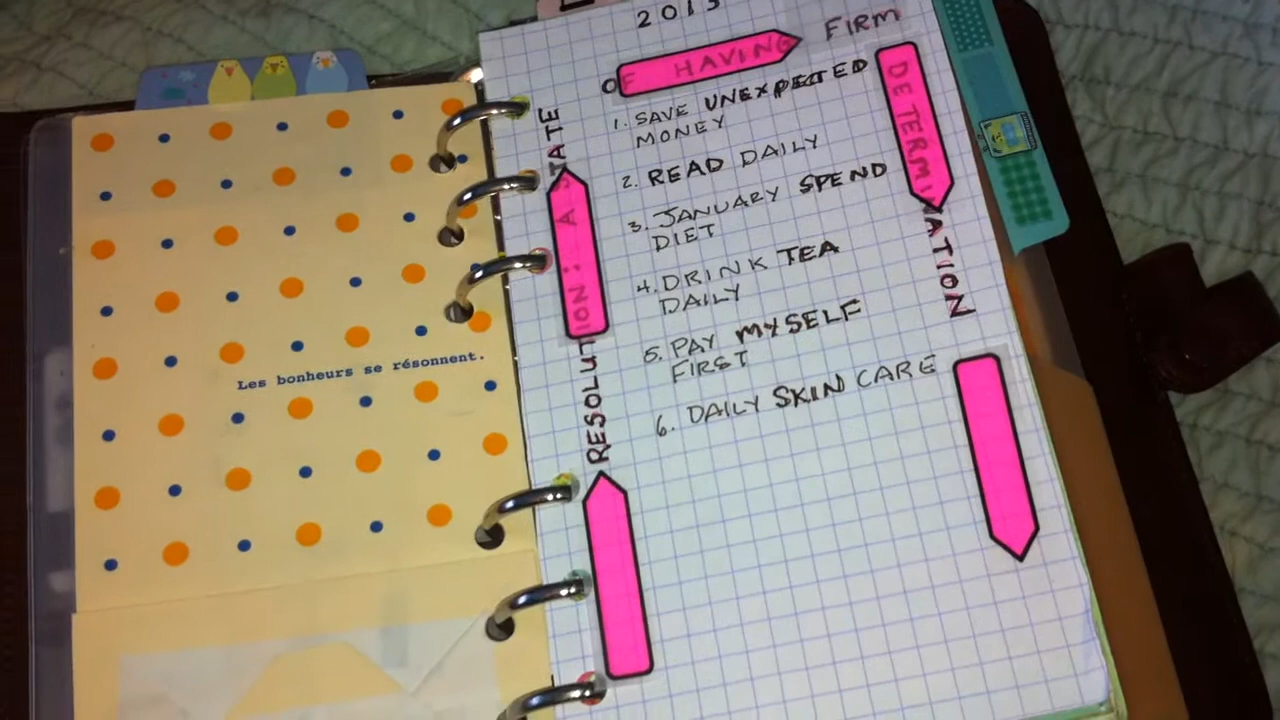 Les bonheurs se résonnent.
RESOLUTION: A STATE
OF HAVING FIRM
DETERMINATION
1. SAVE UNEXPECTED
MONEY
2. READ DAILY
3. JANUARY SPEND
DIET
4. DRINK TEA
DAILY
5. PAY MYSELF
FIRST
6. DAILY SKIN CARE